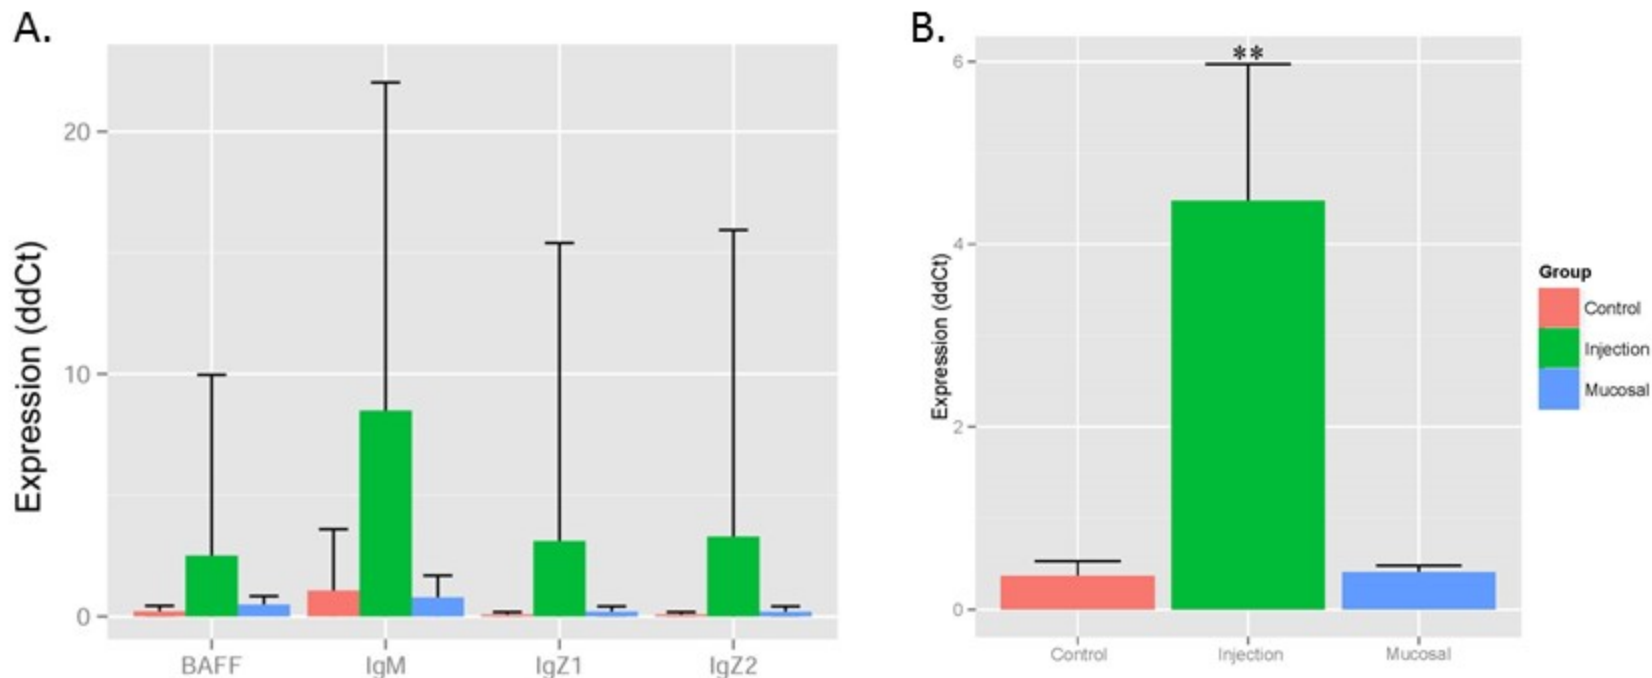 A.
Expression (ddCt)
20
10
0
BAFF
IgM
IgZ1
IgZ2
B.
**
Expression (ddCt)
6
4
2
0
Control
Injection
Mucosal
Group
Control
Injection
Mucosal